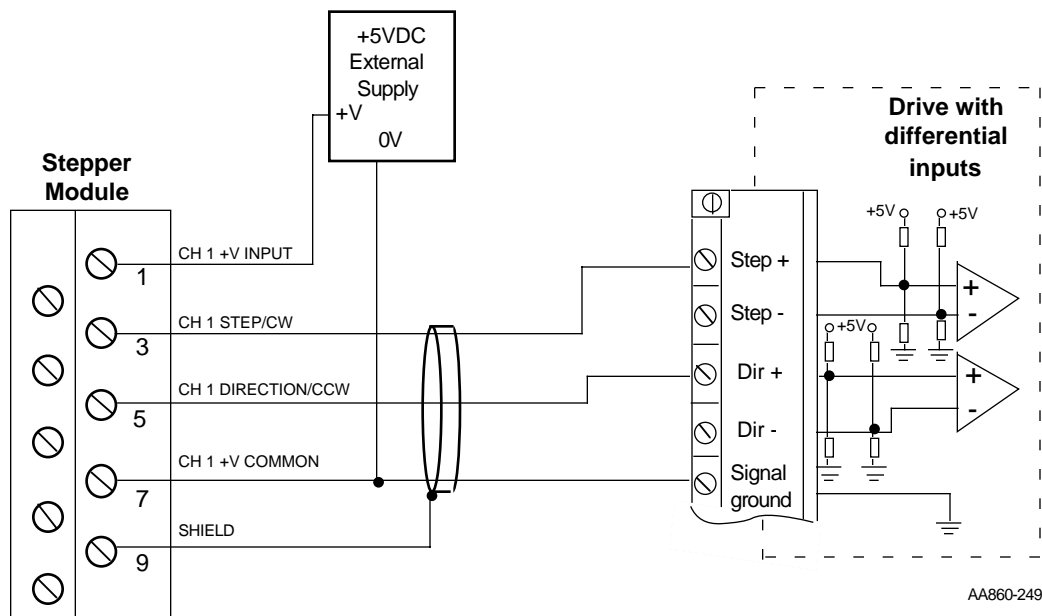 +5VDC
External
Supply
+V
0V
Stepper
Module
CH 1 +V INPUT
1
CH 1 STEP/CW
3
CH 1 DIRECTION/CCW
5
CH 1 +V COMMON
7
SHIELD
9
Drive with
differential
inputs
+5V
+5V
Step +
+
Step -
-
+5V
Dir +
+
-
Dir -
Signal
ground
AA860-249